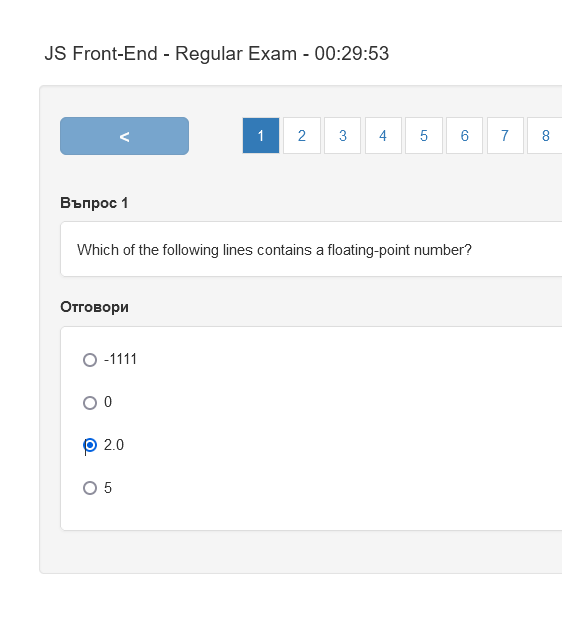 JS Front-End - Regular Exam - 00:29:53
< 1 2 3 4 5 6 7 8
Въпрос 1
Which of the following lines contains a floating-point number?
Отговори
-1111
0
2.0
5